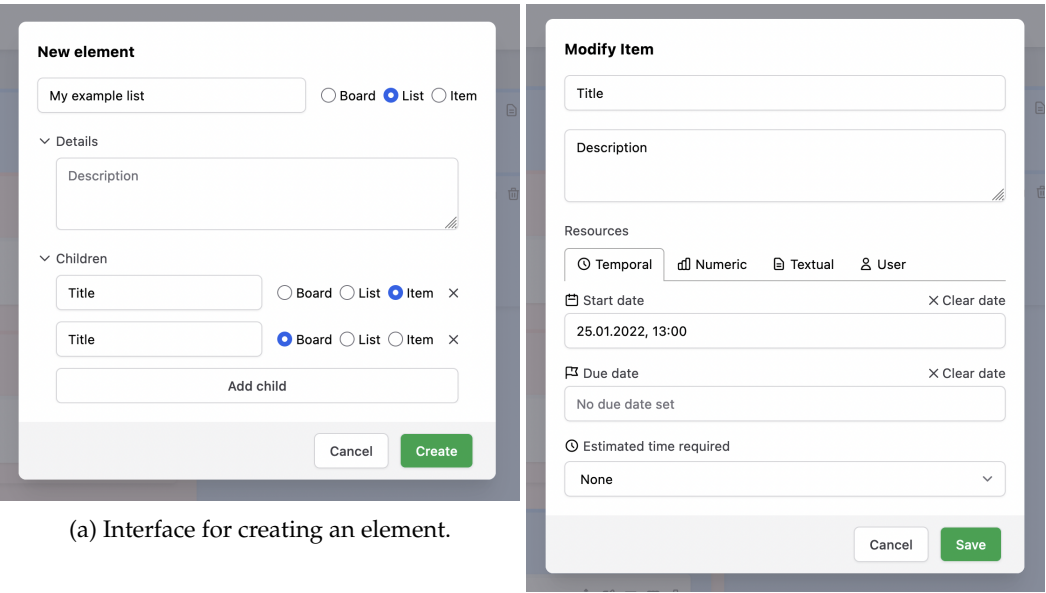 New element
My example list
Board List Item
Details
Description
Children
Title
Board List Item
Title
Board List Item
Add child
Cancel
Create
(a) Interface for creating an element.
Modify Item
Title
Description
Resources
Temporal Numeric Textual User
Start date
Clear date
25.01.2022, 13:00
Due date
Clear date
No due date set
Estimated time required
None
Cancel
Save